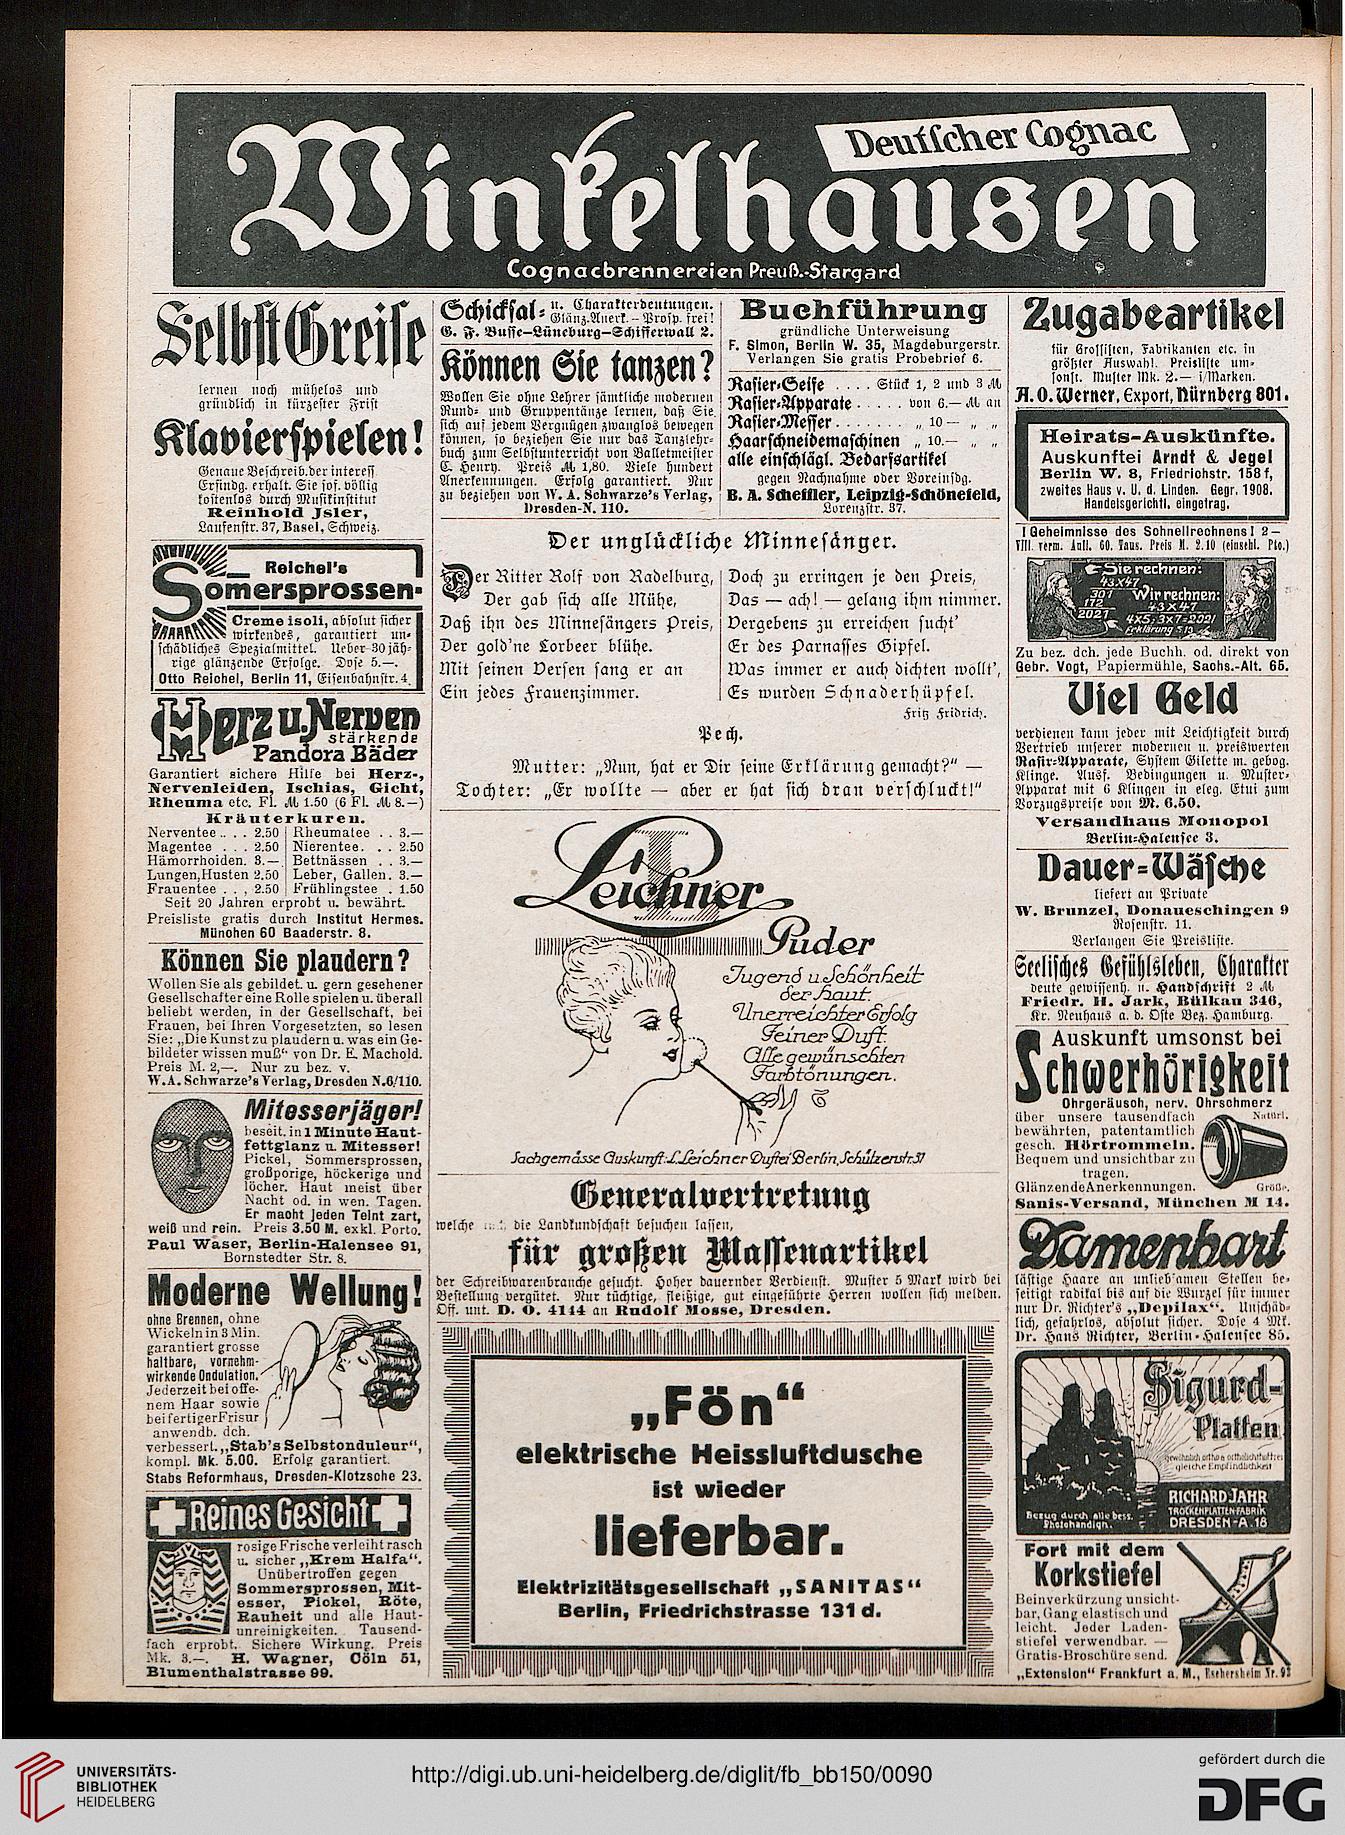 Deutscher Cognac
Winkelhausen
Cognacbrennereien Preuß.-Stargard
Selbst Greise
lernen noch mühelos und
gründlich in kürzester Frist
Klavierspielen!
Genaue Beschreib. der interess.
Erfindg. erhalt. Sie sof. völlig
kostenlos durch Musikinstitut
Reinhold Jsler,
Laufenstr. 37, Basel, Schweiz.
Reichel's
Somersprossen-
Creme isoli, absolut sicher
wirkendes, garantiert un-
schädliches Spezialmittel. Ueber 30 jäh-
rige glänzende Erfolge. Dose 5.—.
Otto Reichel, Berlin 11, Eisenbahnstr. 4.
Herz u. Nerven
stärkende
Pandora Bäder
Garantiert sichere Hilfe bei Herz-,
Nervenleiden, Ischias, Gicht,
Rheuma etc. Fl. M 1.50 (6 Fl. M 8.—)
Kräuterkuren.
Nerventee . . . 2.50 | Rheumatee . . 3.—
Magentee . . . 2.50 | Nierentee. . . 2.50
Hämorrhoiden. 3.— | Bettnässen . . 3.—
Lungen,Husten 2.50 | Leber, Gallen. 3.—
Frauentee . . . 2.50 | Frühlingstee . 1.50
Seit 20 Jahren erprobt u. bewährt.
Preisliste gratis durch Institut Hermes.
München 60 Baaderstr. 8.
Können Sie plaudern?
Wollen Sie als gebildet. u. gern gesehener
Gesellschafter eine Rolle spielen u. überall
beliebt werden, in der Gesellschaft, bei
Frauen, bei Ihren Vorgesetzten, so lesen
Sie: „Die Kunst zu plaudern u. was ein Ge-
bildeter wissen muß“ von Dr. E. Machold.
Preis M. 2,—. Nur zu bez. v.
W. A. Schwarze's Verlag, Dresden N.6/110.
Mitesserjäger!
beseit. in 1 Minute Haut-
fettglanz u. Mitesser!
Pickel, Sommersprossen,
großporige, höckerige und
löcher. Haut meist über
Nacht od. in wen. Tagen.
Er macht jeden Teint zart,
weiß und rein. Preis 3.50 M. exkl. Porto.
Paul Waser, Berlin-Halensee 91,
Bornstedter Str. 8.
Moderne Wellung!
ohne Brennen, ohne
Wickeln in 3 Min.
garantiert grosse
haltbare, vornehm-
wirkende Ondulation.
Jederzeit bei offe-
nem Haar sowie
bei fertiger Frisur
anwendb. dch.
verbessert. „Stab's Selbstonduleur“,
kompl. Mk. 5.00. Erfolg garantiert.
Stabs Reformhaus, Dresden-Klotzsche 23.
Reines Gesicht
rosige Frische verleiht rasch
u. sicher „Krem Halfa“.
Unübertroffen gegen
Sommersprossen, Mit-
esser, Pickel, Röte,
Rauheit und alle Haut-
unreinigkeiten. Tausend-
fach erprobt. Sichere Wirkung. Preis
Mk. 3.—. H. Wagner, Cöln 51,
Blumenthalstrasse 99.
Schicksal- u. Charakterdeutungen.
Glänz. Anerk. – Prosp. frei!
G. F. Busse–Lüneburg–Schifferwall 2.
Können Sie tanzen?
Wollen Sie ohne Lehrer sämtliche modernen
Rund- und Gruppentänze lernen, daß Sie
sich auf jedem Vergnügen zwanglos bewegen
können, so beziehen Sie nur das Tanzlehr-
buch zum Selbstunterricht von Balletmeister
C. Henry. Preis M 1,80. Viele hundert
Anerkennungen. Erfolg garantiert. Nur
zu beziehen von W. A. Schwarze's Verlag,
Dresden-N. 110.
Buchführung
gründliche Unterweisung
F. Simon, Berlin W. 35, Magdeburgerstr.
Verlangen Sie gratis Probebrief 6.
Rasier-Seife . . . . Stück 1, 2 und 3 M
Rasier-Apparate . . . . . von 6.— M an
Rasier-Messer . . . . . . . „ 10 — „ „
Haarschneidemaschinen „ 10.— „ „
alle einschlägl. Bedarfsartikel
gegen Nachnahme oder Voreinsdg.
B. A. Scheffler, Leipzig-Schönefeld,
Lorenzstr. 37.
Der unglückliche Minnesänger.
Der Ritter Rolf von Radelburg,
Der gab sich alle Mühe,
Daß ihn des Minnesängers Preis,
Der gold'ne Lorbeer blühe.
Mit seinen Versen sang er an
Ein jedes Frauenzimmer.
Doch zu erringen je den Preis,
Das — ach! — gelang ihm nimmer.
Vergebens zu erreichen sucht'
Er des Parnasses Gipfel.
Was immer er auch dichten wollt',
Es wurden Schnaderhüpfel.
Fritz Fridrich.
Pech.
Mutter: „Nun, hat er Dir seine Erklärung gemacht?“ —
Tochter: „Er wollte — aber er hat sich dran verschluckt!“
L
Leichner
Puder
Jugend u. Schönheit
der Haut.
Unerreichter Erfolg
Feiner Duft.
Alle gewünschten
Farbtönungen.
Sachgemässe Auskunft: L. Leichner Duftei Berlin, Schützenstr. 31
Generalvertretung
welche die Landkundschaft besuchen lassen,
für großen Massenartikel
der Schreibwarenbranche gesucht. Hoher dauernder Verdienst. Muster 5 Mark wird bei
Bestellung vergütet. Nur tüchtige, fleißige, gut eingeführte Herren wollen sich melden.
Off. unt. D. O. 4144 an Rudolf Mosse, Dresden.
„Fön“
elektrische Heissluftdusche
ist wieder
lieferbar.
Elektrizitätsgesellschaft „SANITAS“
Berlin, Friedrichstrasse 131 d.
Zugabeartikel
für Grossisten, Fabrikanten etc. in
größter Auswahl. Preisliste um-
sonst. Muster Mk. 2.— i/Marken.
A. O. Werner, Export, Nürnberg 801.
Heirats-Auskünfte.
Auskunftei Arndt & Jegel
Berlin W. 8, Friedrichstr. 158 f,
zweites Haus v. U. d. Linden. Gegr. 1908.
Handelsgerichtl. eingetrag.
I Geheimnisse des Schnellrechnens I 2—
VIII. verm. Aufl. 60. Taus. Preis M. 2.10 (einschl. Pto.)
Sie rechnen:
43x47
301
172
2021
Wir rechnen:
43x47
4x5; 3x7=2021
Erklärung S. 13
Zu bez. dch. jede Buchh. od. direkt von
Gebr. Vogt, Papiermühle, Sachs.-Alt. 65.
Viel Geld
verdienen kann jeder mit Leichtigkeit durch
Vertrieb unserer modernen u. preiswerten
Rasir-Apparate, System Gilette m. gebog.
Klinge. Ausf. Bedingungen u. Muster-
Apparat mit 6 Klingen in eleg. Etui zum
Vorzugspreise von M. 6.50.
Versandhaus Monopol
Berlin-Halensee 3.
Dauer-Wäsche
liefert an Private
W. Brunzel, Donaueschingen 9
Rosenstr. 11.
Verlangen Sie Preisliste.
Seelisches Gefühlsleben, Charakter
deute gewissenh. n. Handschrift 2 M
Friedr. H. Jark, Bülkau 346,
Kr. Neuhaus a. d. Oste Bez. Hamburg.
Auskunft umsonst bei
Schwerhörigkeit
Ohrgeräusch, nerv. Ohrschmerz
über unsere tausendfach
bewährten, patentamtlich
gesch. Hörtrommeln.
Bequem und unsichtbar zu
tragen.
Glänzende Anerkennungen.
Natürl.
Größe.
Sanis-Versand, München M 14.
Damenbart
lästige Haare an unliebsamen Stellen be-
seitigt radikal bis auf die Wurzel für immer
nur Dr. Richter's „Depilax“. Unschäd-
lich, gefahrlos, absolut sicher. Dose 4 Mk.
Dr. Hans Richter, Berlin-Halensee 85.
Sigurd-
Platten
gleiche Empfindlichkeit
Bezug durch alle bess.
Photohandlgn.
RICHARD JAHR
TROCKENPLATTEN-FABRIK
DRESDEN-A. 18
Fort mit dem
Korkstiefel
Beinverkürzung unsicht-
bar, Gang elastisch und
leicht. Jeder Laden-
stiefel verwendbar. —
Gratis-Broschüre send.
„Extension“ Frankfurt a. M., Eschersheim Nr. 93
UNIVERSITÄTS-
BIBLIOTHEK
HEIDELBERG
http://digi.ub.uni-heidelberg.de/diglit/fb_bb150/0090
gefördert durch die
DFG